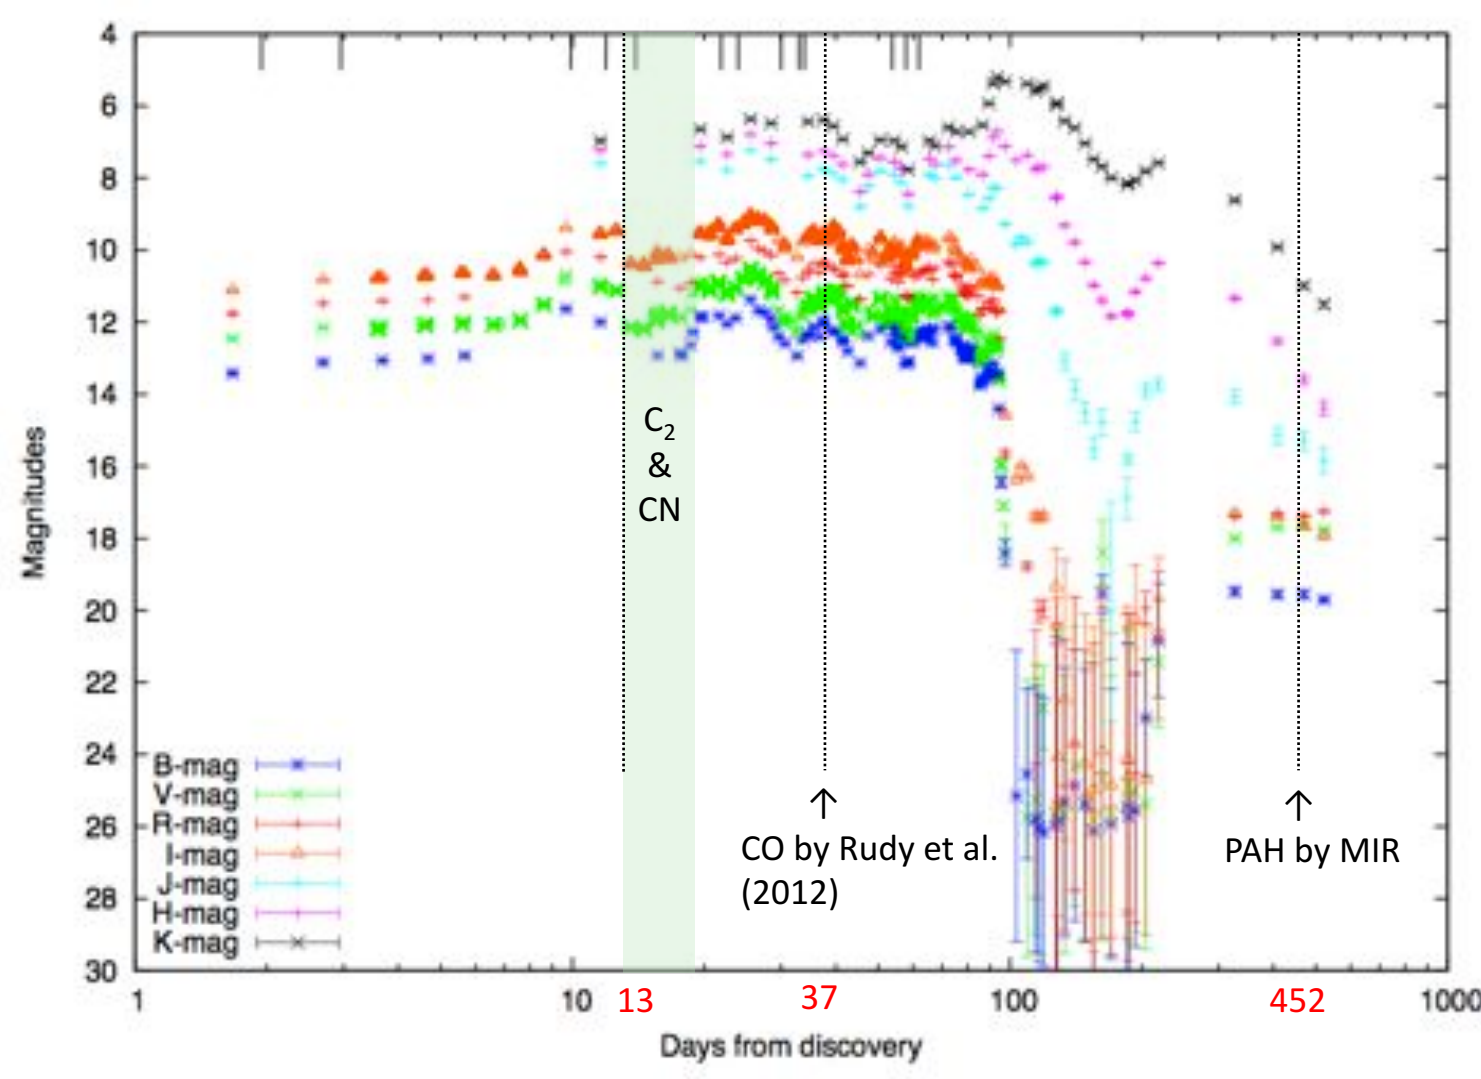 4
6
8
10
12
14
16
18
20
22
24
26
28
30
Magnitudes
C2
&
CN
B-mag
V-mag
R-mag
I-mag
J-mag
H-mag
K-mag
CO by Rudy et al.
(2012)
PAH by MIR
1 10 13 37 100 452 1000
Days from discovery